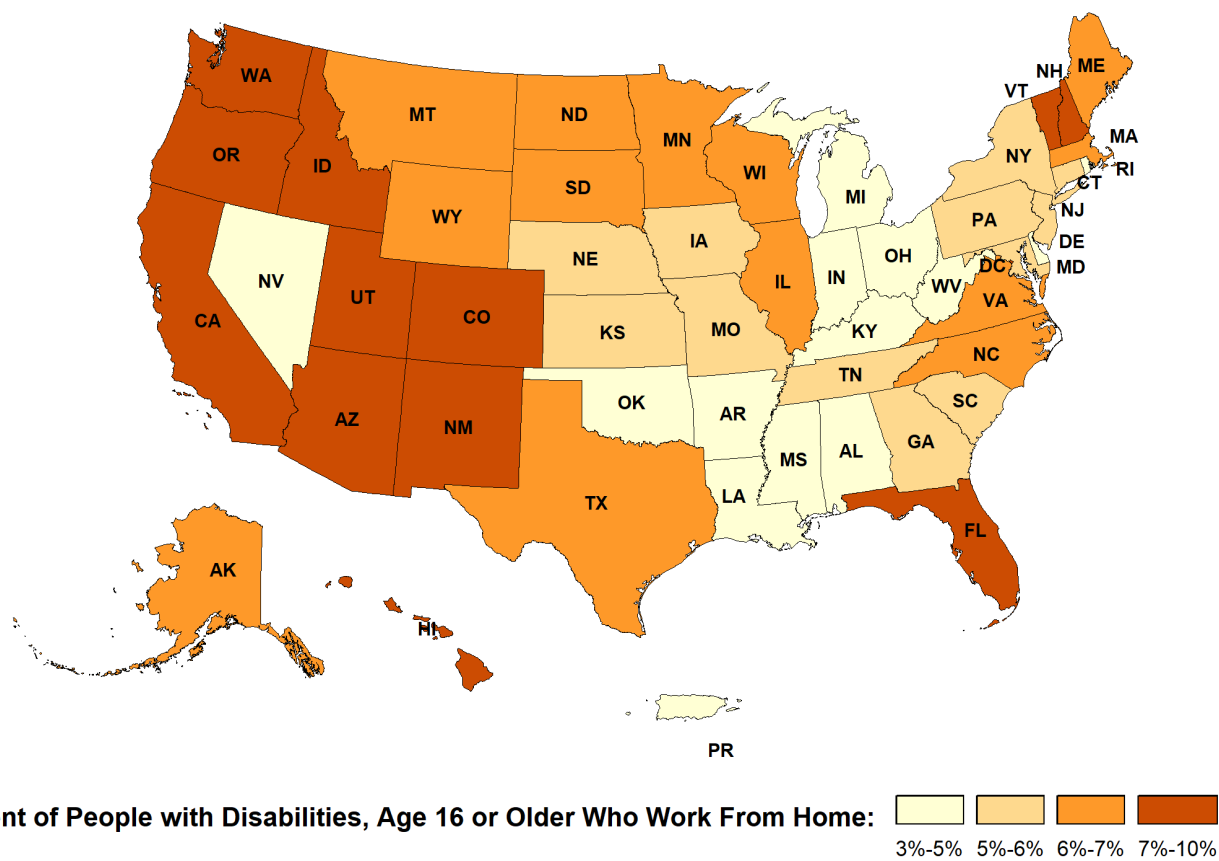 WA
MT
ND
MN
ME
NH
VT
MA
OR
ID
WY
SD
WI
MI
NY
RI
CT
NV
UT
CO
NE
IA
IL
IN
OH
PA
NJ
DE
MD
DC
WV
VA
CA
KS
MO
KY
NC
TN
SC
AZ
NM
OK
AR
MS
AL
GA
TX
LA
FL
AK
HI
PR
nt of People with Disabilities, Age 16 or Older Who Work From Home:
3%-5% 5%-6% 6%-7% 7%-10%